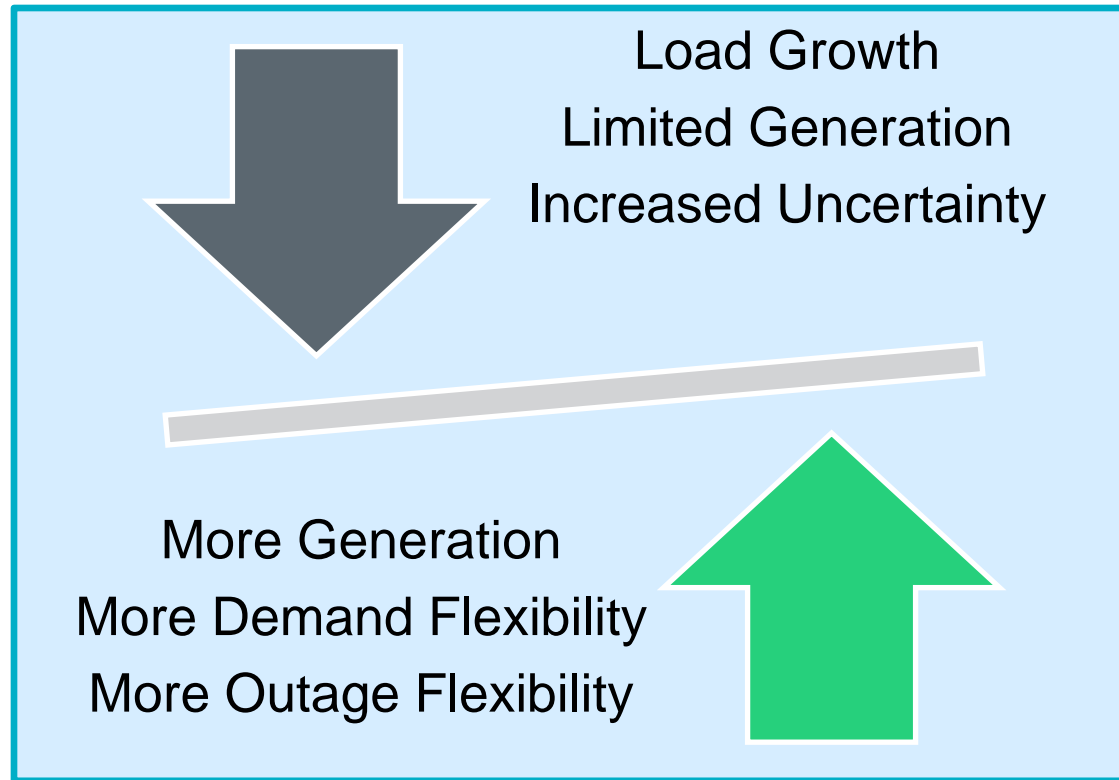 Load Growth
Limited Generation
Increased Uncertainty
More Generation
More Demand Flexibility
More Outage Flexibility